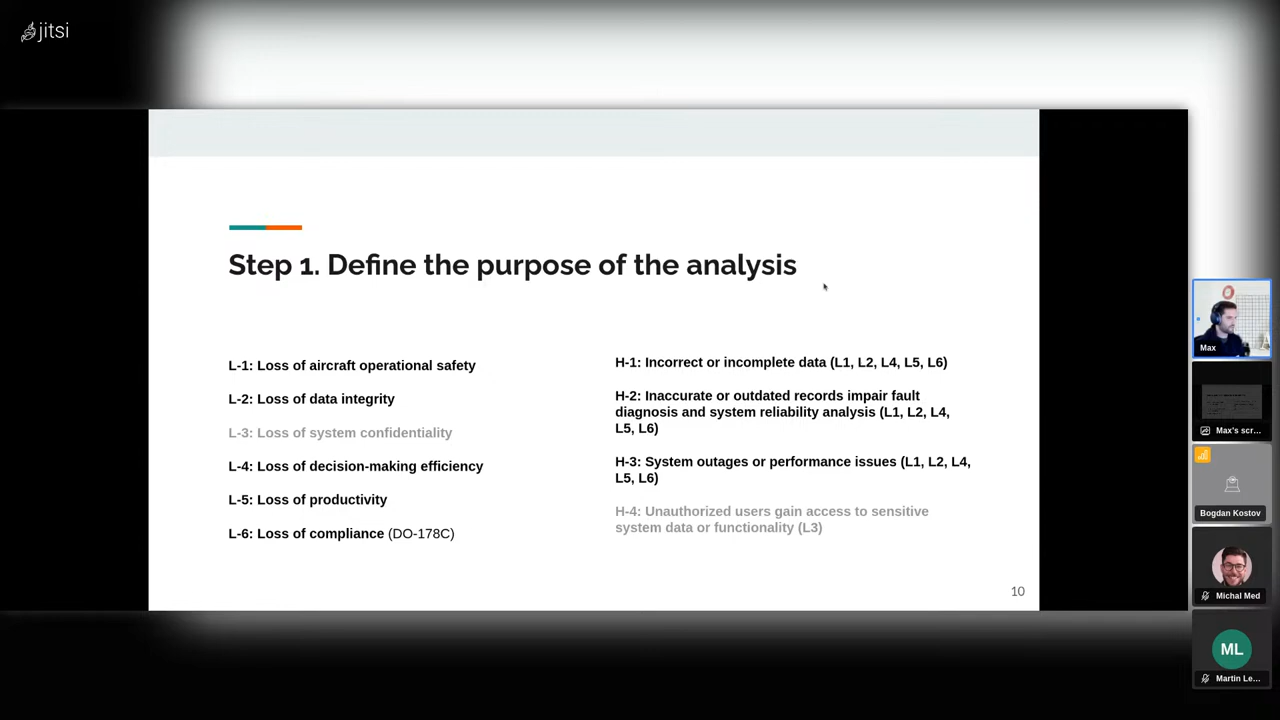 jitsi
Step 1. Define the purpose of the analysis
L-1: Loss of aircraft operational safety
L-2: Loss of data integrity
L-3: Loss of system confidentiality
L-4: Loss of decision-making efficiency
L-5: Loss of productivity
L-6: Loss of compliance (DO-178C)
H-1: Incorrect or incomplete data (L1, L2, L4, L5, L6)
H-2: Inaccurate or outdated records impair fault
diagnosis and system reliability analysis (L1, L2, L4,
L5, L6)
H-3: System outages or performance issues (L1, L2, L4,
L5, L6)
H-4: Unauthorized users gain access to sensitive
system data or functionality (L3)
10
Max
Max's scr...
Bogdan Kostov
Michal Med
ML
Martin Le...